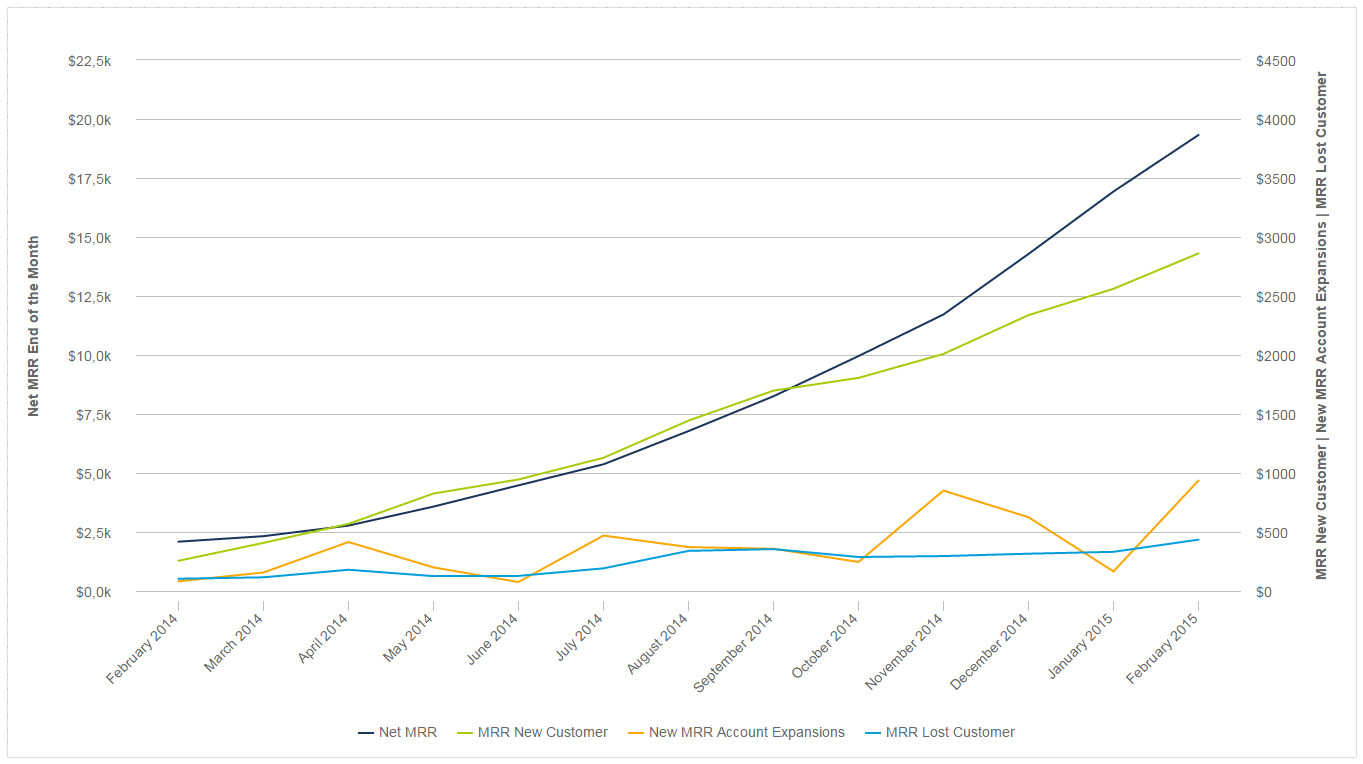 $22,5k
$20,0k
$17,5k
$15,0k
$12,5k
$10,0k
$7,5k
$5,0k
$2,5k
$0,0k
Net MRR End of the Month
$4500
$4000
$3500
$3000
$2500
$2000
$1500
$1000
$500
$0
MRR New Customer | New MRR Account Expansions | MRR Lost Customer
February 2014
March 2014
April 2014
May 2014
June 2014
July 2014
August 2014
September 2014
October 2014
November 2014
December 2014
January 2015
February 2015
Net MRR MRR New Customer New MRR Account Expansions MRR Lost Customer